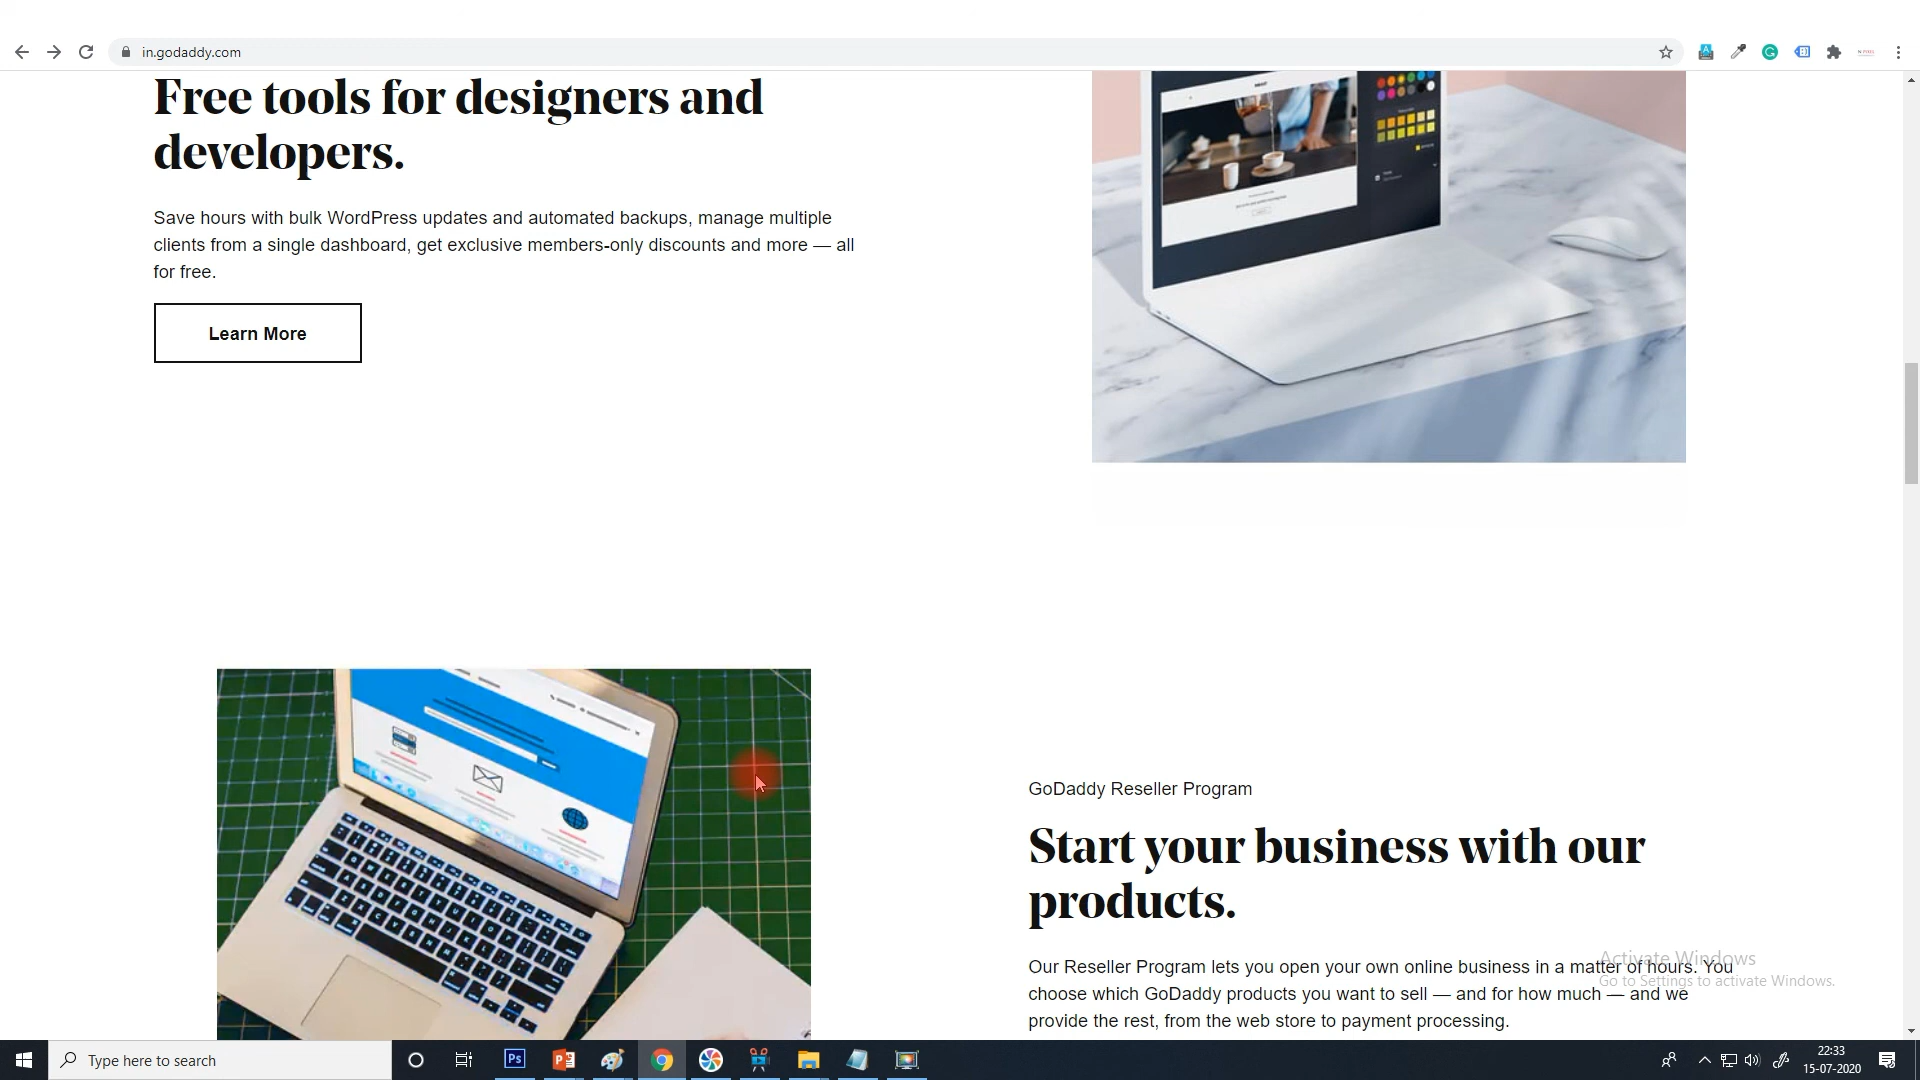 in.godaddy.com
Free tools for designers and
developers.
Save hours with bulk WordPress updates and automated backups, manage multiple
clients from a single dashboard, get exclusive members-only discounts and more — all
for free.
Learn More
GoDaddy Reseller Program
Start your business with our
products.
Our Reseller Program lets you open your own online business in a matter of hours. You
choose which GoDaddy products you want to sell — and for how much — and we
provide the rest, from the web store to payment processing.
Activate Windows
Go to Settings to activate Windows.
Type here to search
Ps
22:33
15-07-2020